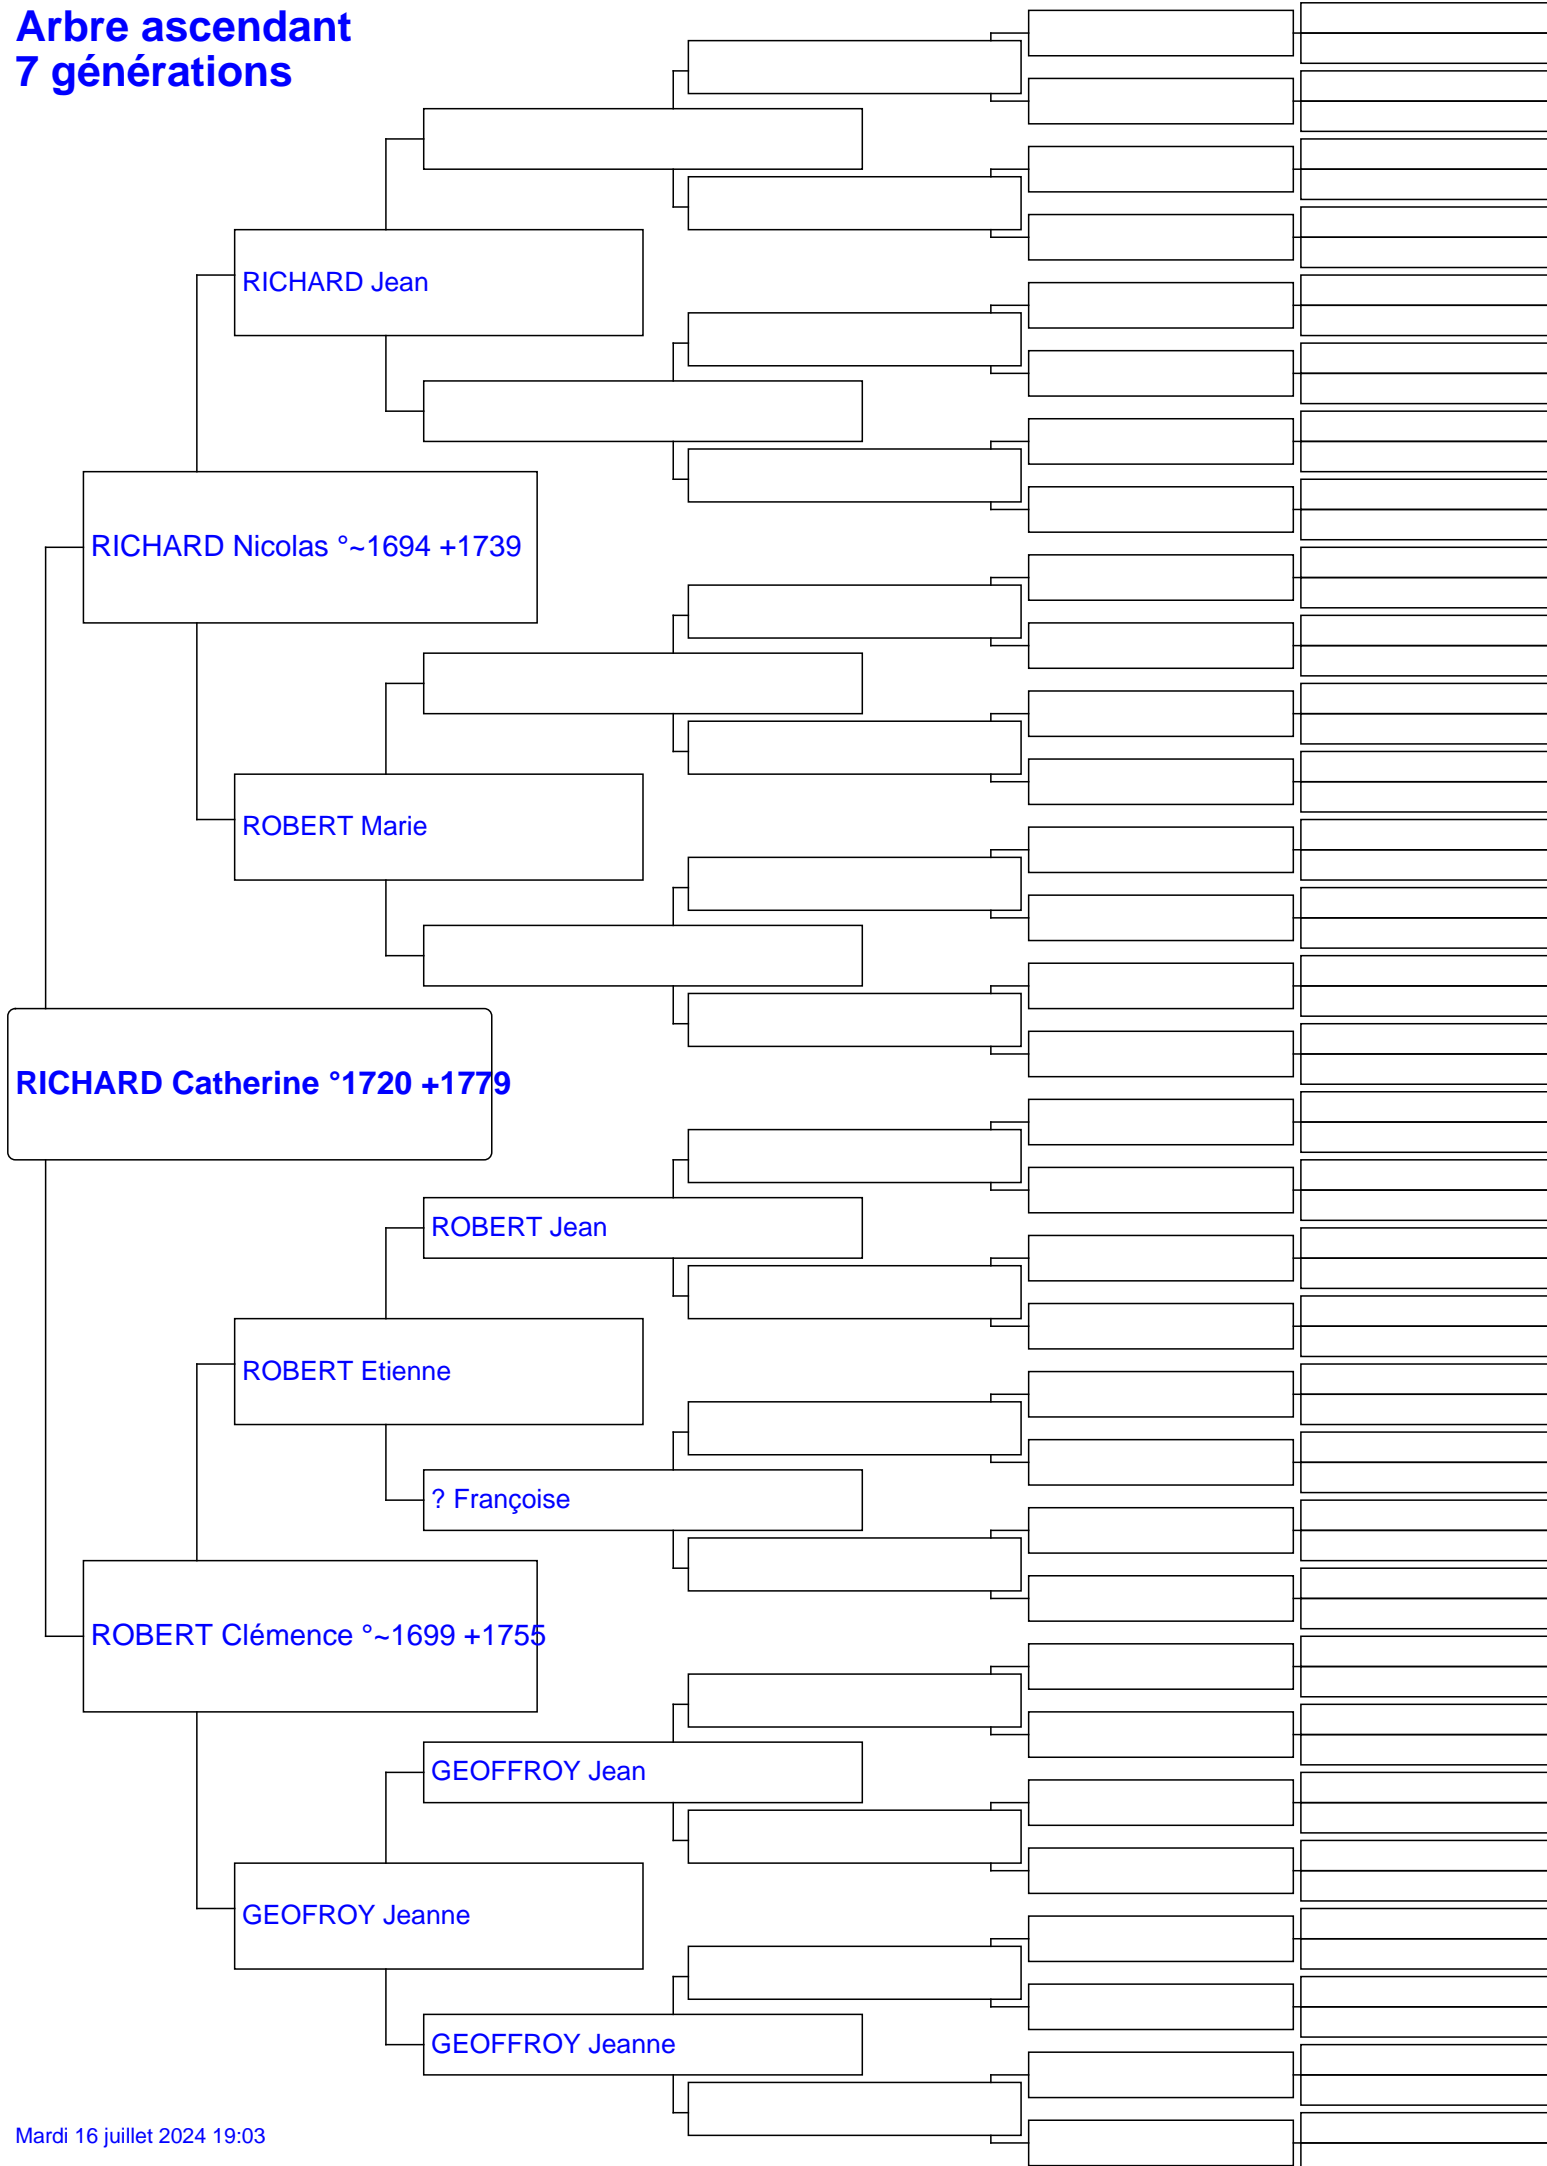 Arbre ascendant
7 générations
RICHARD Jean
RICHARD Nicolas °~1694 +1739
ROBERT Marie
RICHARD Catherine °1720 +1779
ROBERT Jean
ROBERT Etienne
? Françoise
ROBERT Clémence °~1699 +1755
GEOFFROY Jean
GEOFROY Jeanne
GEOFFROY Jeanne
Mardi 16 juillet 2024 19:03